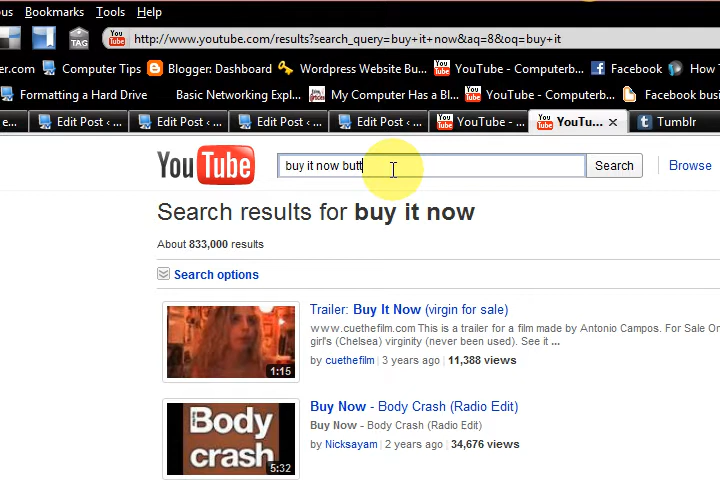 ous Bookmarks Tools Help
TAG You Tube http://www.youtube.com/results?search_query=buy+it+now&aq=8&oq=buy+it
er.com Computer Tips Blogger: Dashboard Wordpress Website Bu... YouTube - Computerb... Facebook How T
Formatting a Hard Drive Basic Networking Expl... My Computer Has a Bl... YouTube - Computerb... Facebook busi
e... Edit Post ‹ ... Edit Post ‹ ... Edit Post ‹ ... Edit Post ‹ ... YouTube - ... YouTu... Tumblr
YouTube buy it now butt Search Browse
Search results for buy it now
About 833,000 results
Search options
Trailer: Buy It Now (virgin for sale)
www.cuethefilm.com This is a trailer for a film made by Antonio Campos. For Sale On
girl's (Chelsea) virginity (never been used). See it ...
by cuethefilm | 3 years ago | 11,388 views
1:15
Buy Now - Body Crash (Radio Edit)
Buy Now - Body Crash (Radio Edit)
by Nicksayam | 2 years ago | 34,676 views
Body
crash
5:32